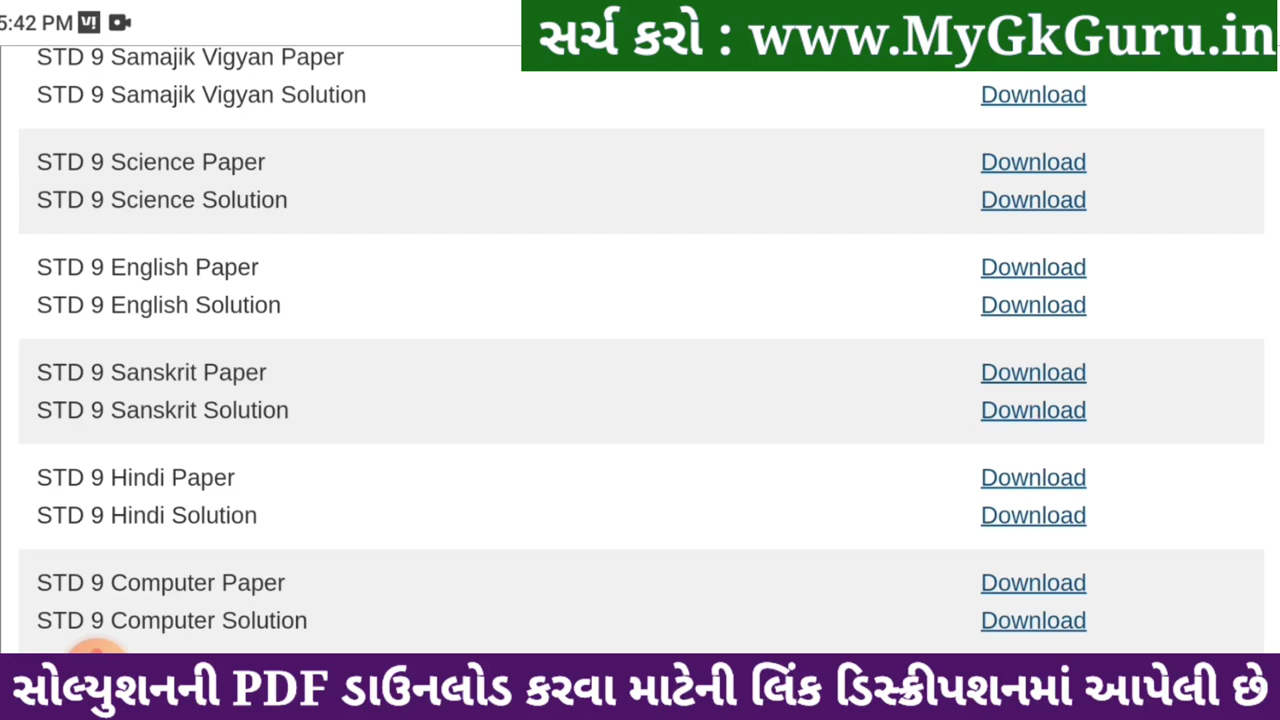 5:42 PM
સર્ચ કરો : www.MyGkGuru.in
STD 9 Samajik Vigyan Paper
STD 9 Samajik Vigyan Solution Download
STD 9 Science Paper Download
STD 9 Science Solution Download
STD 9 English Paper Download
STD 9 English Solution Download
STD 9 Sanskrit Paper Download
STD 9 Sanskrit Solution Download
STD 9 Hindi Paper Download
STD 9 Hindi Solution Download
STD 9 Computer Paper Download
STD 9 Computer Solution Download
સોલ્યુશનની PDF ડાઉનલોડ કરવા માટેની લિંક ડિસ્ક્રીપશનમાં આપેલી છે